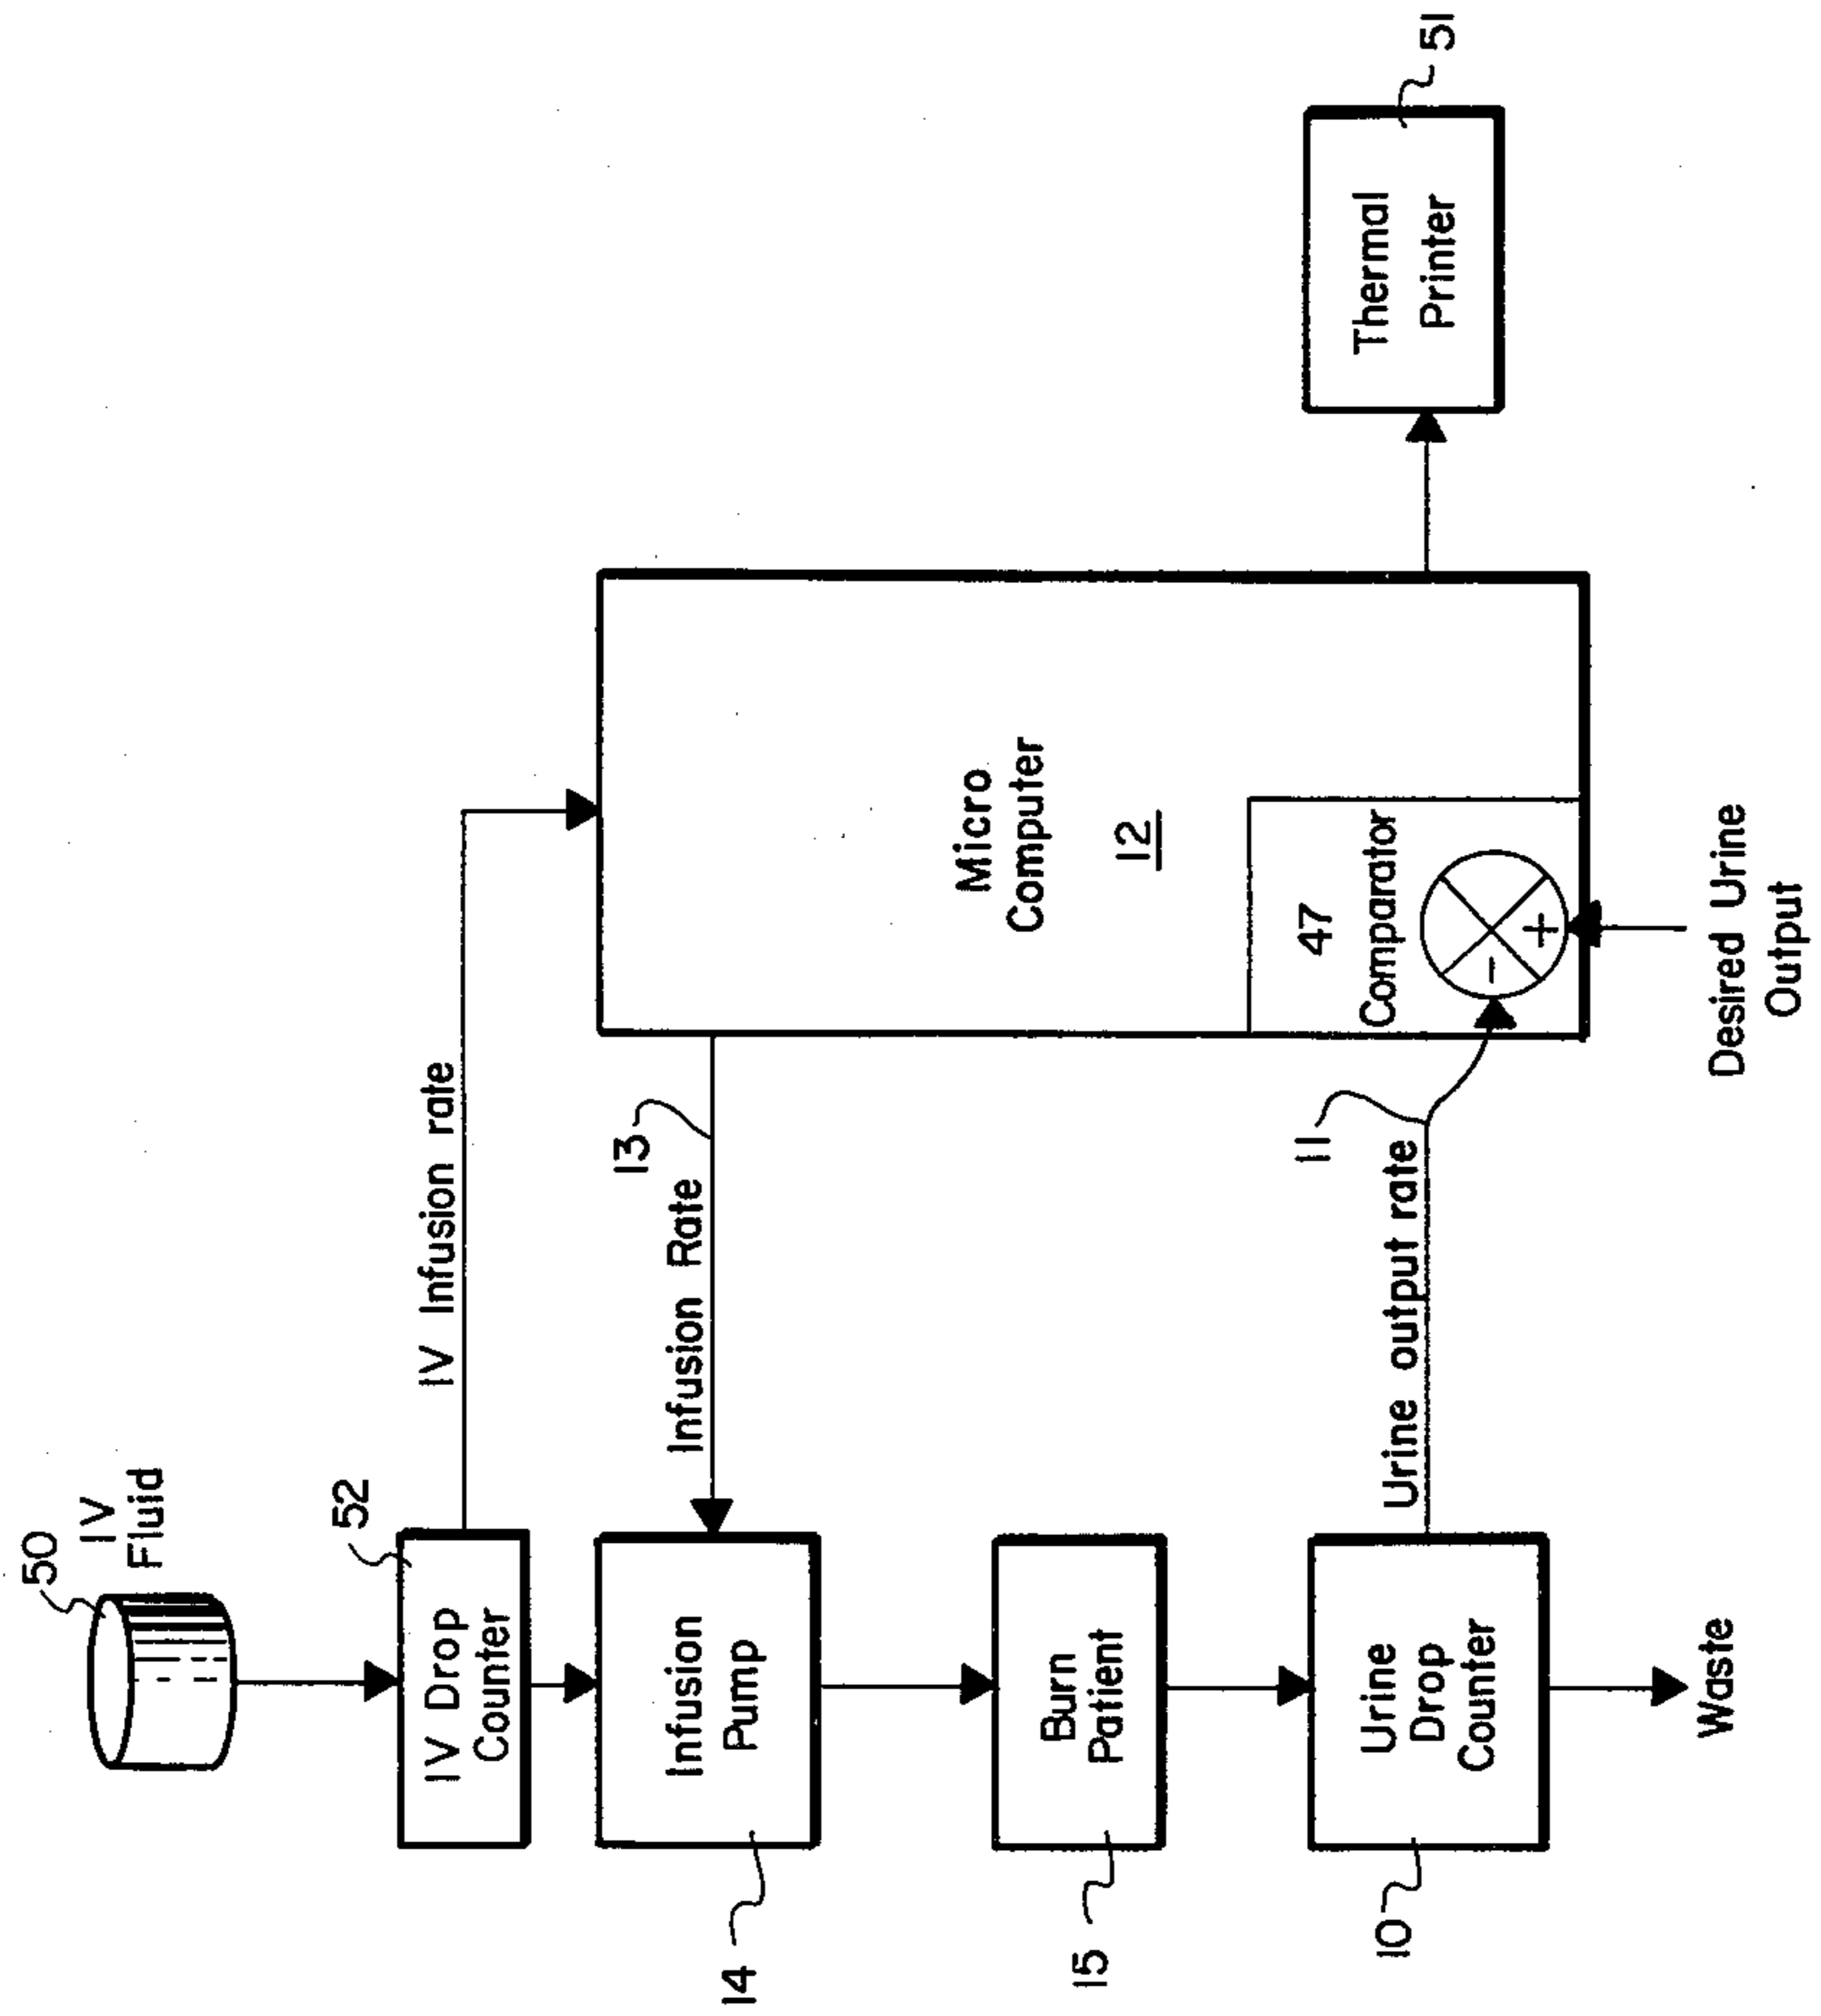 50
IV
Fluid
52
IV Drop
Counter
IV Infusion rate
14
Infusion
Pump
Infusion Rate
13
15
Burn
Patient
10
Urine
Drop
Counter
Urine output rate
11
Waste
Micro
Computer
12
47
Comparator
-
+
Desired Urine
Output
Thermal
Printer
51